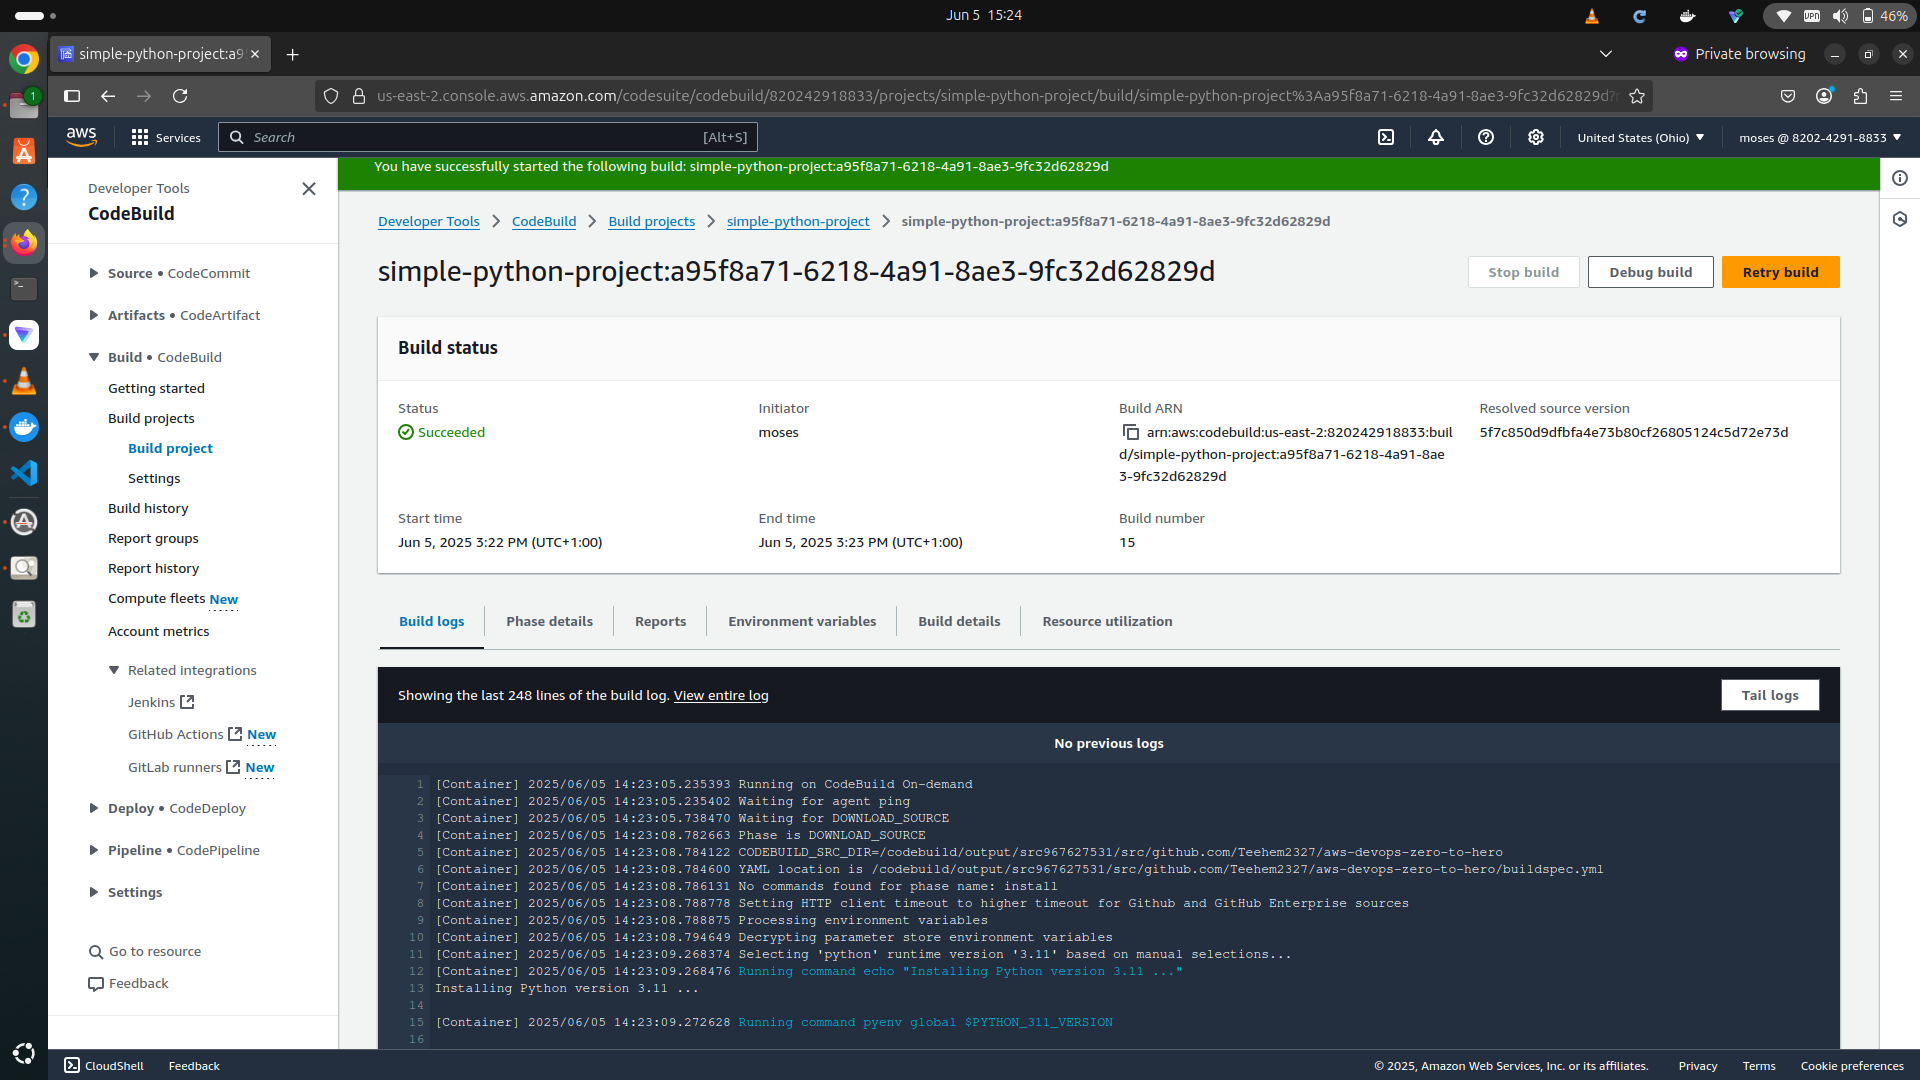 Jun 5 15:24
46%
simple-python-project:a9
Private browsing
1
us-east-2.console.aws.amazon.com/codesuite/codebuild/820242918833/projects/simple-python-project/build/simple-python-project%3Aa95f8a71-6218-4a91-8ae3-9fc32d62829d?
aws
Services
Search
[Alt+S]
United States (Ohio)
moses @ 8202-4291-8833
Developer Tools
CodeBuild
You have successfully started the following build: simple-python-project:a95f8a71-6218-4a91-8ae3-9fc32d62829d
Developer Tools
CodeBuild
Build projects
simple-python-project
simple-python-project:a95f8a71-6218-4a91-8ae3-9fc32d62829d
simple-python-project:a95f8a71-6218-4a91-8ae3-9fc32d62829d
Stop build
Debug build
Retry build
Source • CodeCommit
Artifacts • CodeArtifact
Build • CodeBuild
Getting started
Build projects
Build project
Settings
Build history
Report groups
Report history
Compute fleets New
Account metrics
Related integrations
Jenkins
GitHub Actions New
GitLab runners New
Deploy • CodeDeploy
Pipeline • CodePipeline
Settings
Go to resource
Feedback
Build status
Status
Succeeded
Initiator
moses
Build ARN
arn:aws:codebuild:us-east-2:820242918833:buil
d/simple-python-project:a95f8a71-6218-4a91-8ae
3-9fc32d62829d
Resolved source version
5f7c850d9dfbfa4e73b80cf26805124c5d72e73d
Start time
Jun 5, 2025 3:22 PM (UTC+1:00)
End time
Jun 5, 2025 3:23 PM (UTC+1:00)
Build number
15
Build logs
Phase details
Reports
Environment variables
Build details
Resource utilization
Showing the last 248 lines of the build log. View entire log
Tail logs
No previous logs
1 [Container] 2025/06/05 14:23:05.235393 Running on CodeBuild On-demand
2 [Container] 2025/06/05 14:23:05.235402 Waiting for agent ping
3 [Container] 2025/06/05 14:23:05.738470 Waiting for DOWNLOAD_SOURCE
4 [Container] 2025/06/05 14:23:08.782663 Phase is DOWNLOAD_SOURCE
5 [Container] 2025/06/05 14:23:08.784122 CODEBUILD_SRC_DIR=/codebuild/output/src967627531/src/github.com/Teehem2327/aws-devops-zero-to-hero
6 [Container] 2025/06/05 14:23:08.784600 YAML location is /codebuild/output/src967627531/src/github.com/Teehem2327/aws-devops-zero-to-hero/buildspec.yml
7 [Container] 2025/06/05 14:23:08.786131 No commands found for phase name: install
8 [Container] 2025/06/05 14:23:08.788778 Setting HTTP client timeout to higher timeout for Github and GitHub Enterprise sources
9 [Container] 2025/06/05 14:23:08.788875 Processing environment variables
10 [Container] 2025/06/05 14:23:08.794649 Decrypting parameter store environment variables
11 [Container] 2025/06/05 14:23:09.268374 Selecting 'python' runtime version '3.11' based on manual selections...
12 [Container] 2025/06/05 14:23:09.268476 Running command echo "Installing Python version 3.11 ..."
13 Installing Python version 3.11 ...
14
15 [Container] 2025/06/05 14:23:09.272628 Running command pyenv global $PYTHON_311_VERSION
16
CloudShell
Feedback
© 2025, Amazon Web Services, Inc. or its affiliates.
Privacy
Terms
Cookie preferences